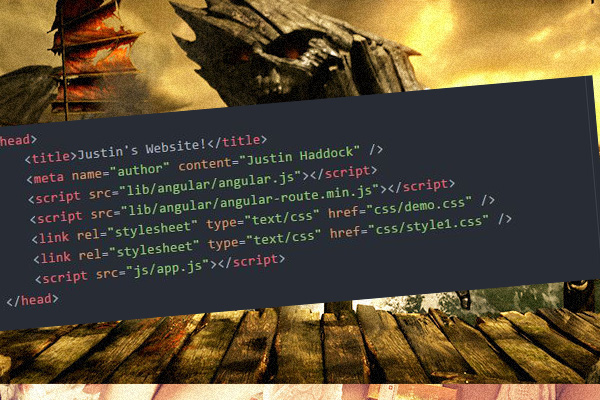 head>
<title>Justin's Website!</title>
<meta name="author" content="Justin Haddock" />
<script src="lib/angular/angular.js"></script>
<script src="lib/angular/angular-route.min.js"></script>
<link rel="stylesheet" type="text/css" href="css/demo.css" />
<link rel="stylesheet" type="text/css" href="css/style1.css" />
<script src="js/app.js"></script>
</head>